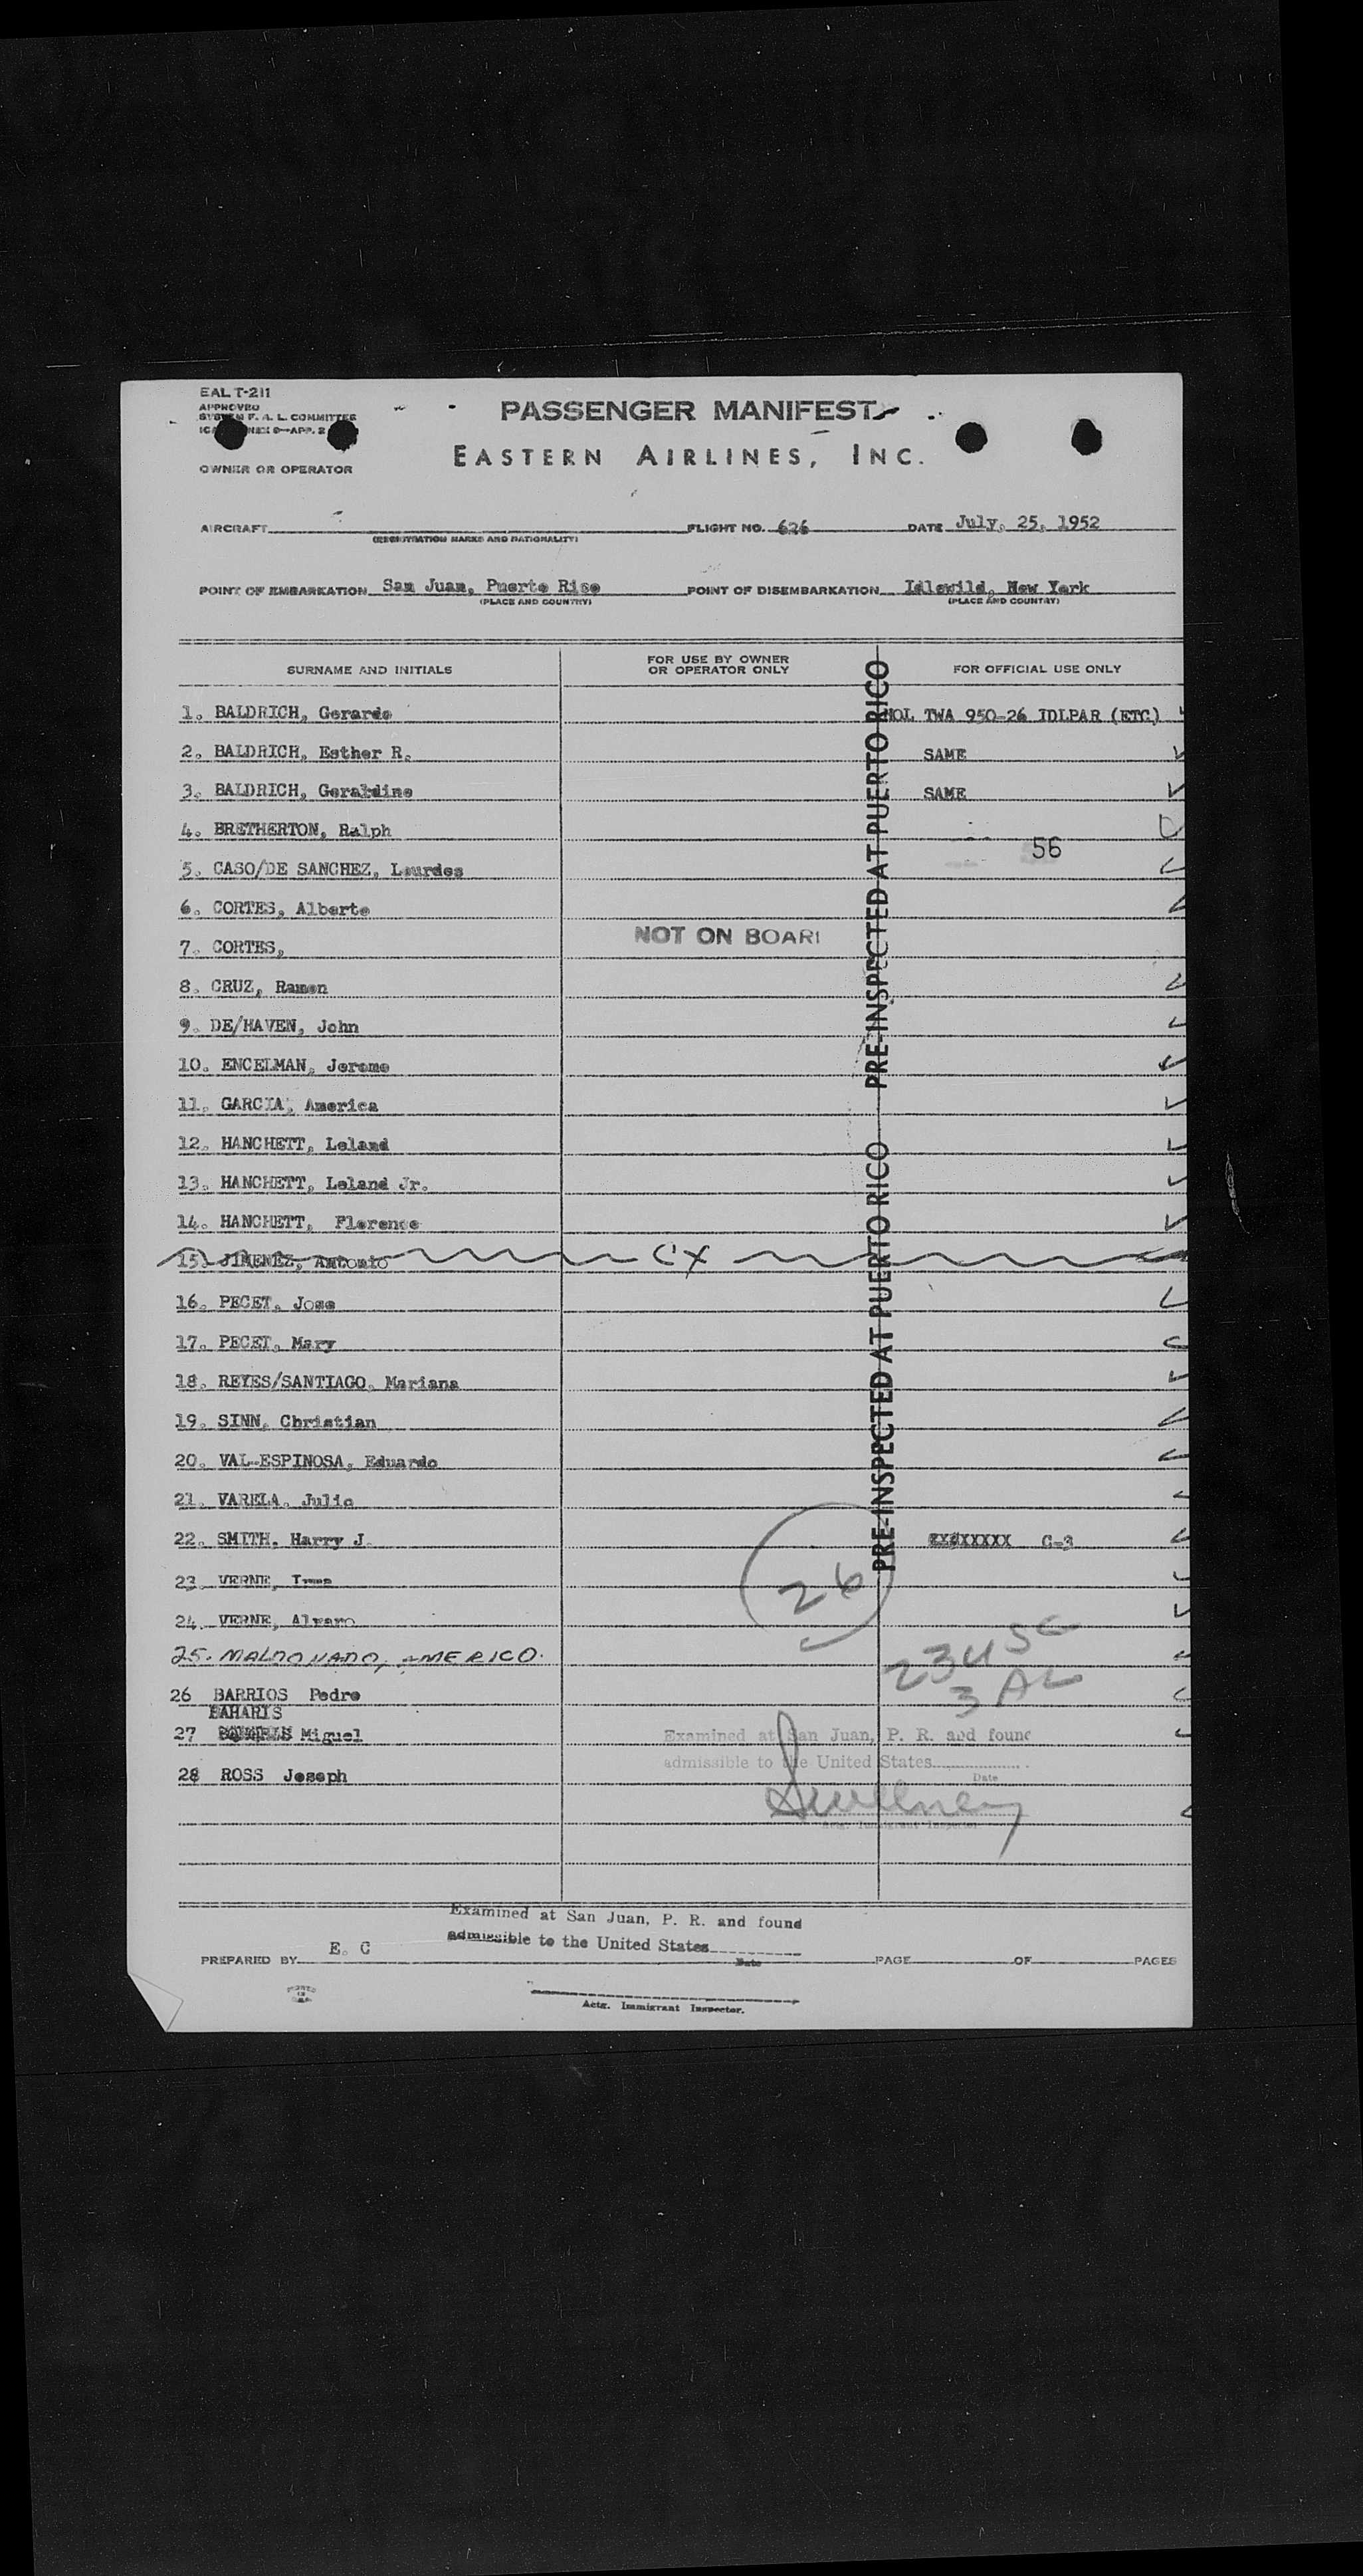 EAL T-211
APPROVED
SYSTEM F. A. L. COMMITTEE
9—APP. 2
PASSENGER MANIFEST
EASTERN AIRLINES, INC.
OWNER OR OPERATOR
AIRCRAFT
(REGISTRATION MARKS AND NATIONALITY)
FLIGHT NO. 626
DATE July, 25, 1952
POINT OF EMBARKATION San Juan, Puerto Rico
(PLACE AND COUNTRY)
POINT OF DISEMBARKATION Idlewild, New York
(PLACE AND COUNTRY)
SURNAME AND INITIALS
FOR USE BY OWNER
OR OPERATOR ONLY
FOR OFFICIAL USE ONLY
1. BALDRICH, Gerardo HOL TWA 950-26 IDLPAR (ETC)
2. BALDRICH, Esther R. SAME
3. BALDRICH, Geraldine SAME
4. BRETHERTON, Ralph
56
5. CASO/DE SANCHEZ, Lourdes
6. CORTES, Alberto
7. CORTES, NOT ON BOARI
8. CRUZ, Ramon
9. DE/HAVEN, John
10. ENCELMAN, Jerome
11. GARCIA, America
12. HANCHETT, Leland
13. HANCHETT, Leland Jr.
14. HANCHETT, Florence
15. JIMENEZ, Antonio CX
16. PECET, Jose
17. PECET, Mary
18. REYES/SANTIAGO, Mariana
19. SINN, Christian
20. VAL-ESPINOSA, Eduardo
21. VARELA, Julio
22. SMITH, Harry J. C-3
23 VERNE,
26
24. VERNE, Alvaro
25. MALDONADO, AMERICO.
23 USC
3 AL
26 BARRIOS Pedro
BAHARIS
27 Miguel
28 ROSS Joseph
PRE-INSPECTED AT PUERTO RICO
PRE-INSPECTED AT PUERTO RICO
Examined at San Juan, P. R. and found
admissible to the United States
Date
Actg. Immigrant Inspector
Examined at San Juan, P. R. and found
admissible to the United States
Date
PREPARED BY E. C
PAGE OF PAGES
Actg. Immigrant Inspector.